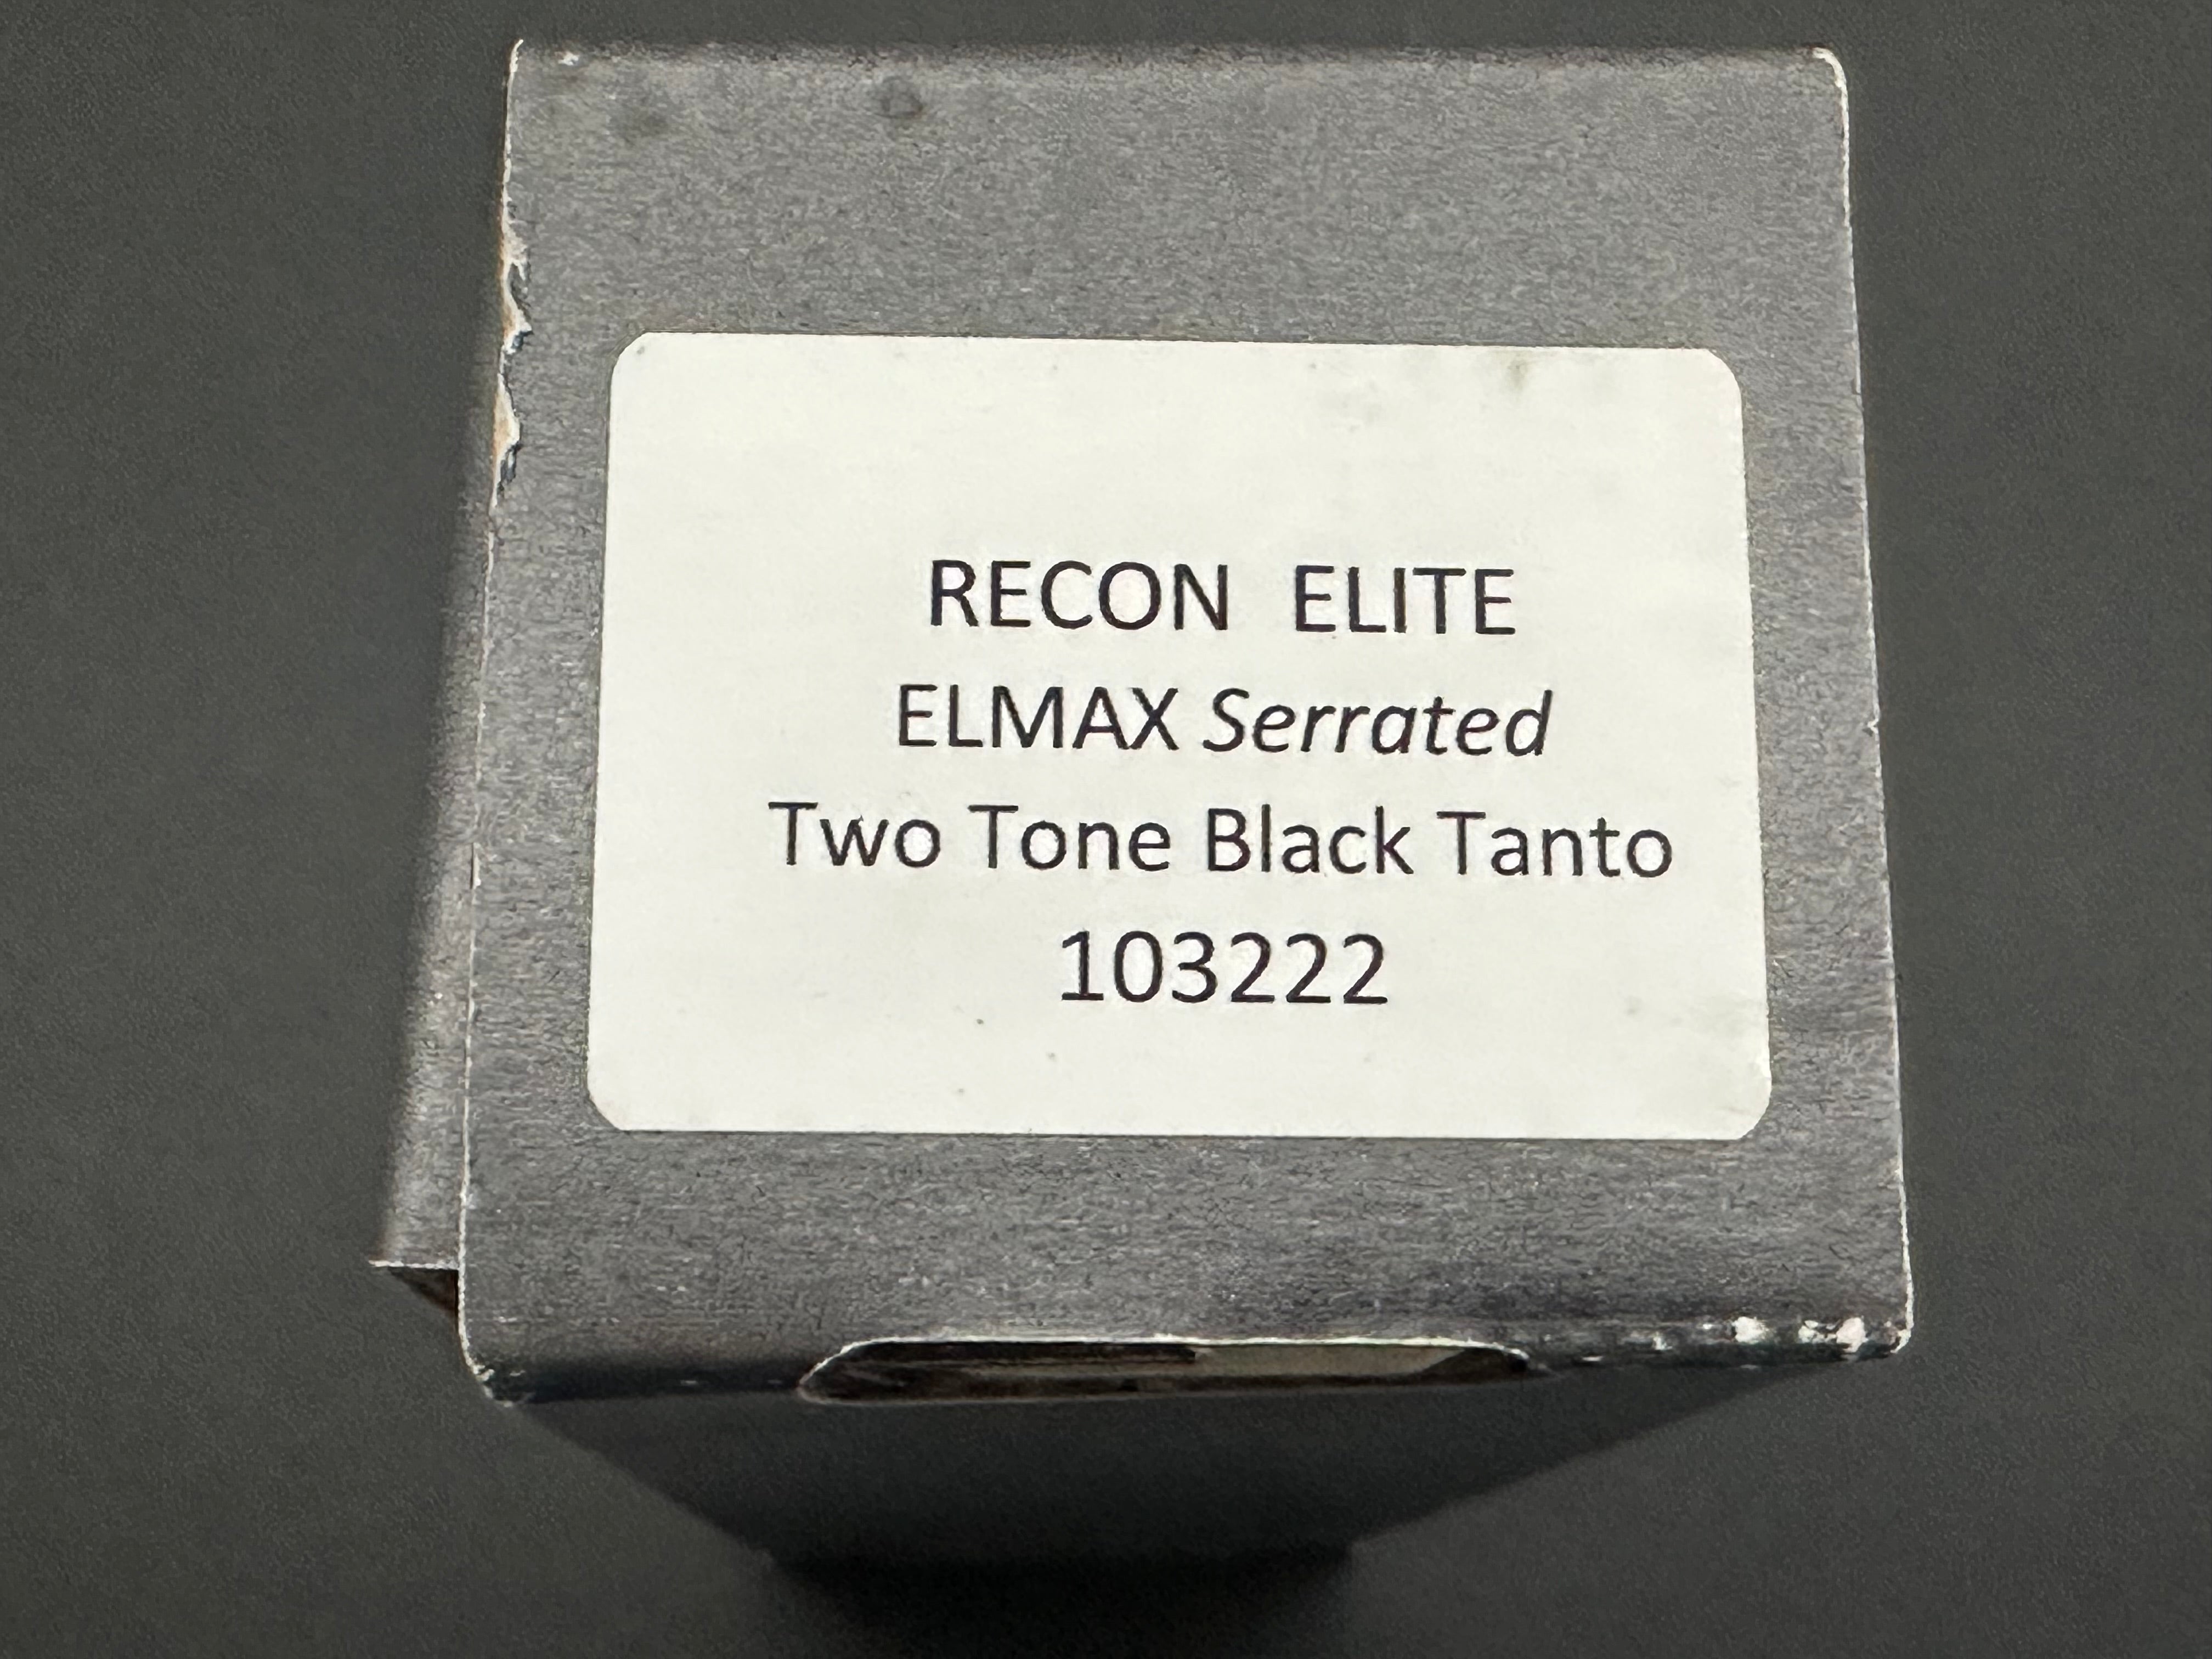 RECON ELITE
ELMAX Serrated
Two Tone Black Tanto
103222